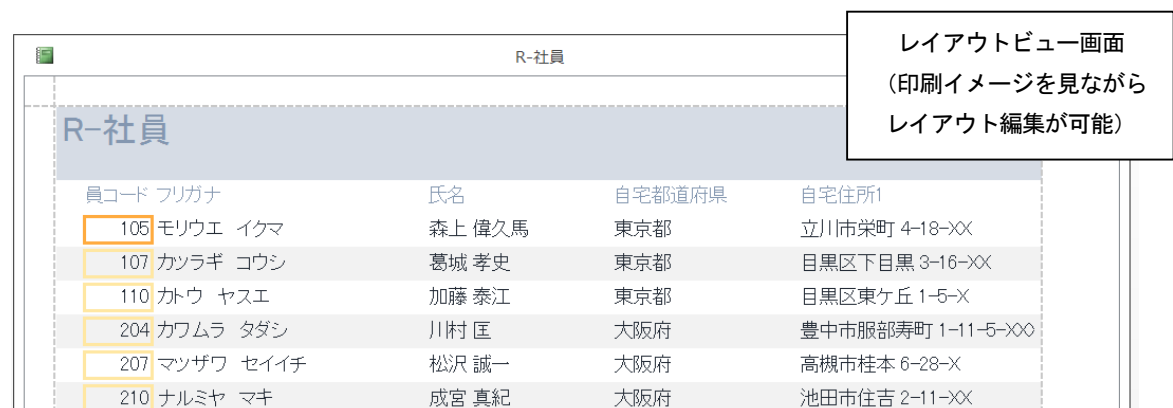 R-社員
レイアウトビュー画面
（印刷イメージを見ながら
レイアウト編集が可能）
R-社員
員コード フリガナ 氏名 自宅都道府県 自宅住所1
105 モリウエ イクマ 森上 偉久馬 東京都 立川市栄町 4-18-XX
107 カツラギ コウシ 葛城 孝史 東京都 目黒区下目黒 3-16-XX
110 カトウ ヤスエ 加藤 泰江 東京都 目黒区東ケ丘 1-5-X
204 カワムラ タダシ 川村 匡 大阪府 豊中市服部寿町 1-11-5-XXX
207 マツザワ セイイチ 松沢 誠一 大阪府 高槻市桂本 6-28-X
210 ナルミヤ マキ 成宮 真紀 大阪府 池田市住吉 2-11-XX